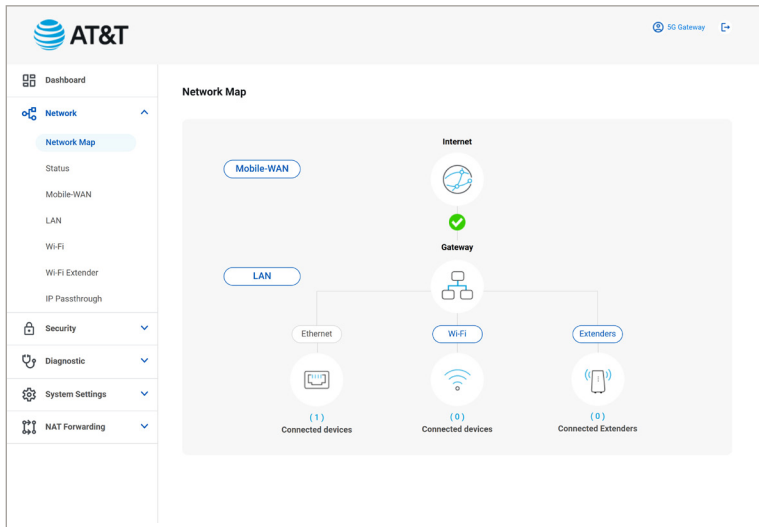 AT&T
5G Gateway
Dashboard
Network
Network Map
Status
Mobile-WAN
LAN
Wi-Fi
Wi-Fi Extender
IP Passthrough
Security
Diagnostic
System Settings
NAT Forwarding
Network Map
Internet
Mobile-WAN
Gateway
LAN
Ethernet
Wi-Fi
Extenders
( 1 )
( 0 )
( 0 )
Connected devices
Connected devices
Connected Extenders